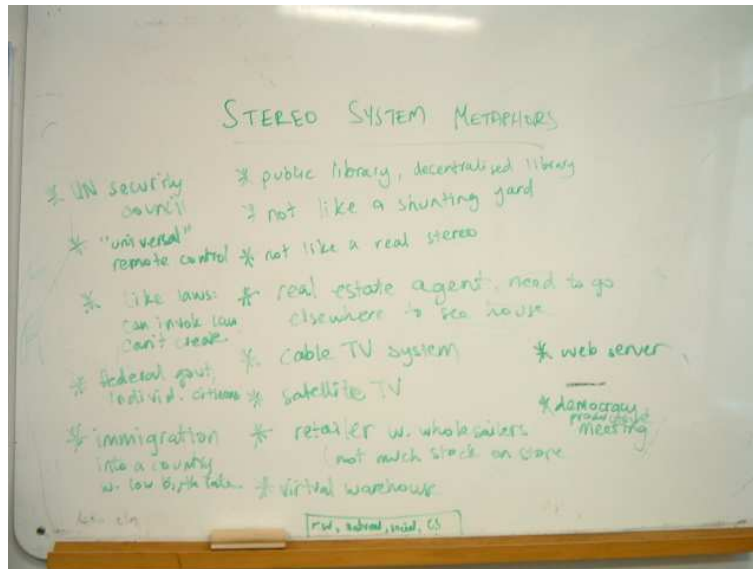 STEREO SYSTEM METAPHORS
* UN security
council
* "universal"
remote control
* like laws:
can invok law
can't create
* federal govt,
individ. citizens
* immigration
into a country
w. low birth rate
* public library, decentralised library
* not like a shunting yard
* not like a real stereo
* real estate agent, need to go
elsewhere to see house
* cable TV system
* satellite TV
* retailer w. wholesailers
(not much stock on store
* virtual warehouse
* web server
* democracy
meeting